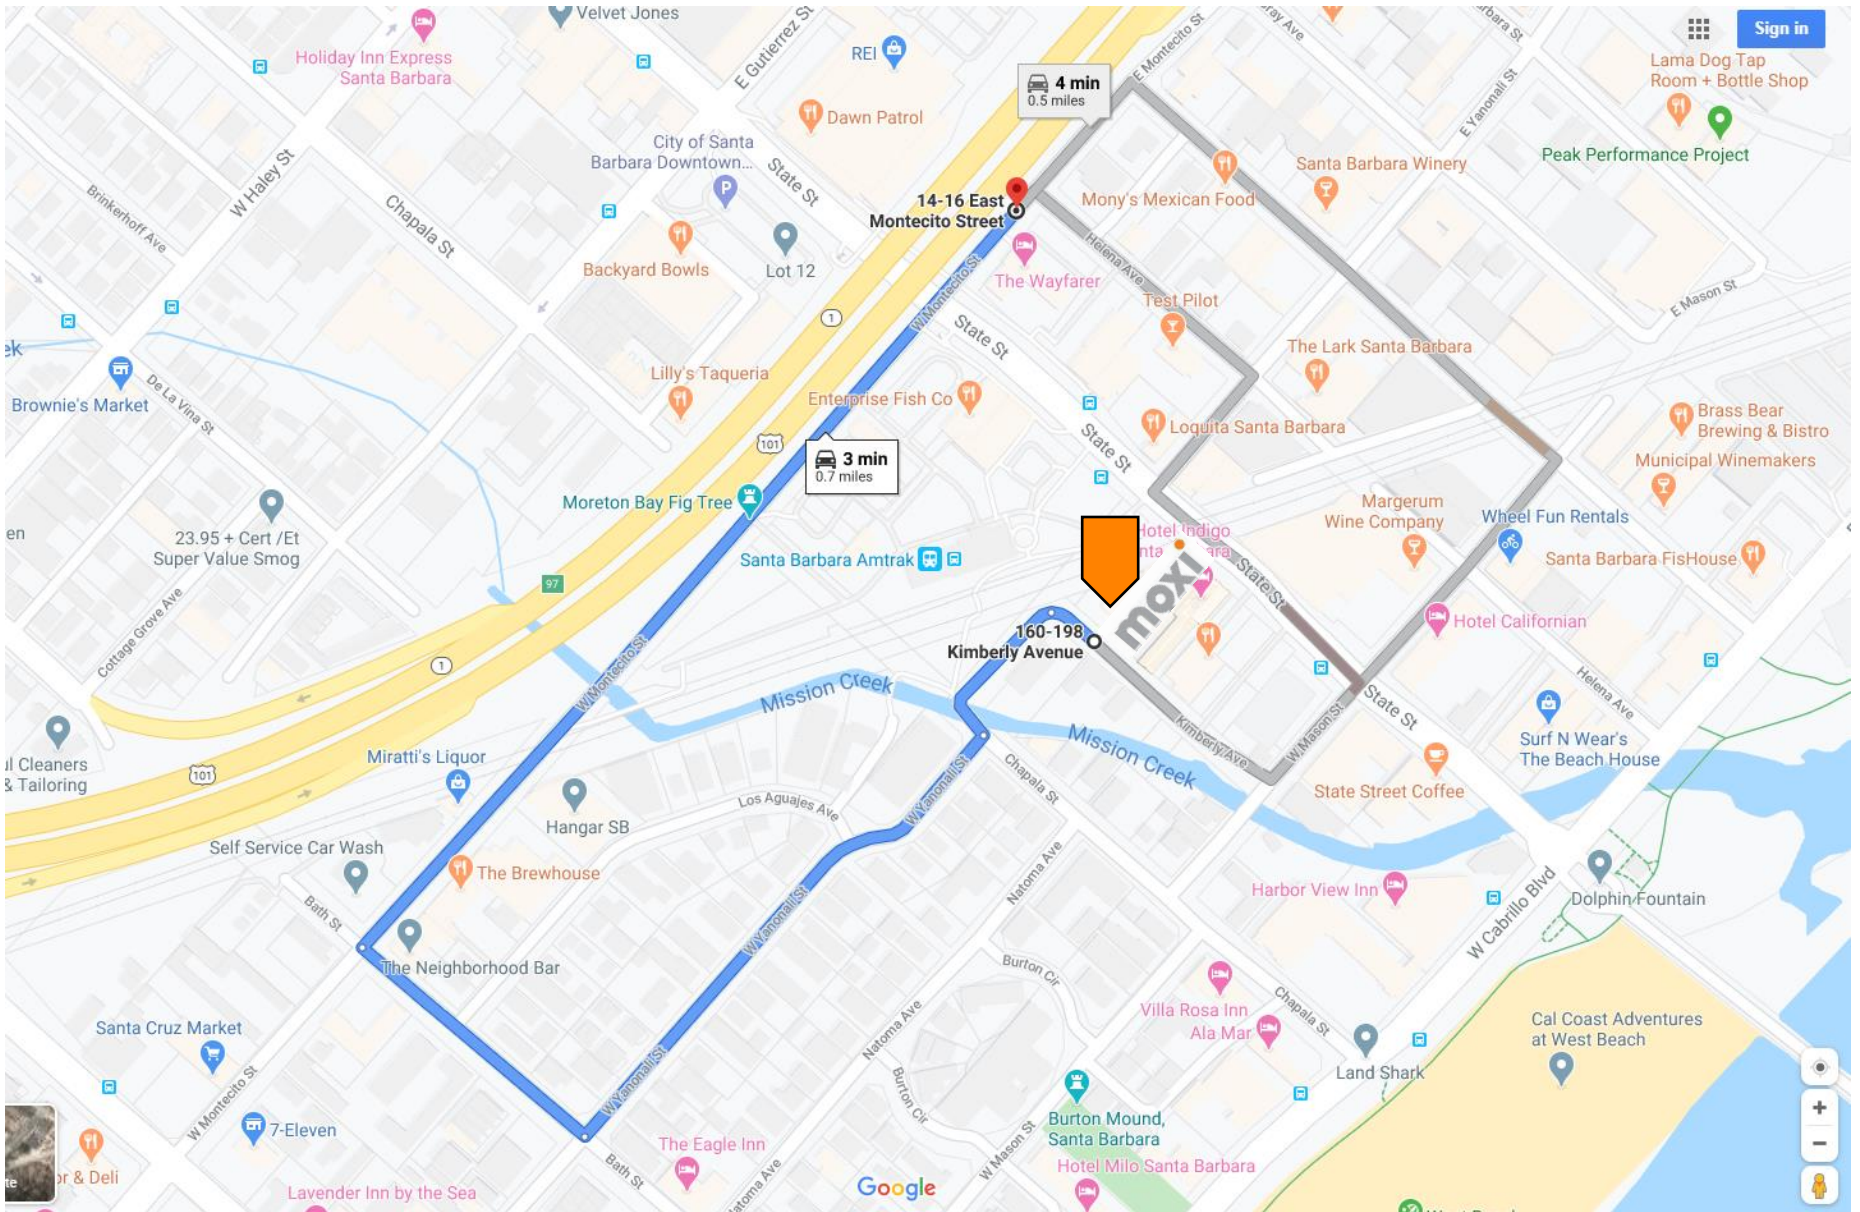 Velvet Jones
Holiday Inn Express
Santa Barbara
E Gutierrez St
REI
Sign in
Lama Dog Tap
Room + Bottle Shop
E Montecito St
E Yanonali St
4 min
0.5 miles
Dawn Patrol
City of Santa
Barbara Downtown...
P
State St
Peak Performance Project
Santa Barbara Winery
W Haley St
Brinkerhoff Ave
Chapala St
14-16 East
Montecito Street
Mony's Mexican Food
Backyard Bowls
Lot 12
The Wayfarer
Helena Ave
E Mason St
Test Pilot
1
W Montecito St
State St
The Lark Santa Barbara
Brownie's Market
De La Vina St
Lilly's Taqueria
Enterprise Fish Co
Loquita Santa Barbara
Brass Bear
Brewing & Bistro
101
3 min
0.7 miles
State St
Municipal Winemakers
Moreton Bay Fig Tree
Margerum
Wine Company
Wheel Fun Rentals
23.95 + Cert /Et
Super Value Smog
Santa Barbara Amtrak
Hotel Indigo
Santa Barbara FisHouse
97
moxi
State St
Cottage Grove Ave
160-198
Kimberly Avenue
Hotel Californian
1
W Montecito St
Mission Creek
Helena Ave
State St
Kimberly Ave
W Mason St
Mission Creek
Surf N Wear's
The Beach House
Cleaners
& Tailoring
101
Miratti's Liquor
Chapala St
W Yanonali St
State Street Coffee
Los Aguajes Ave
Hangar SB
Self Service Car Wash
The Brewhouse
Natoma Ave
Harbor View Inn
Dolphin Fountain
W Cabrillo Blvd
Bath St
W Yanonali St
The Neighborhood Bar
Burton Cir
Villa Rosa Inn
Ala Mar
Chapala St
Santa Cruz Market
Natoma Ave
Cal Coast Adventures
at West Beach
W Montecito St
W Yanonali St
Burton Cir
Land Shark
7-Eleven
Burton Mound,
Santa Barbara
The Eagle Inn
W Mason St
Bath St
Hotel Milo Santa Barbara
& Deli
Lavender Inn by the Sea
Google